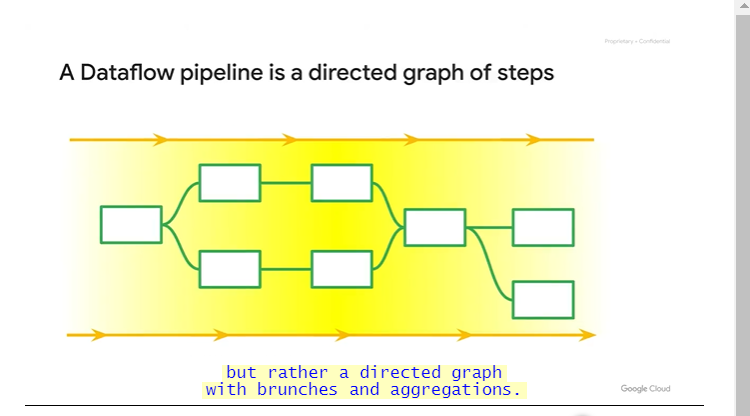 Proprietary + Confidential
A Dataflow pipeline is a directed graph of steps
but rather a directed graph
with brunches and aggregations.
Google Cloud